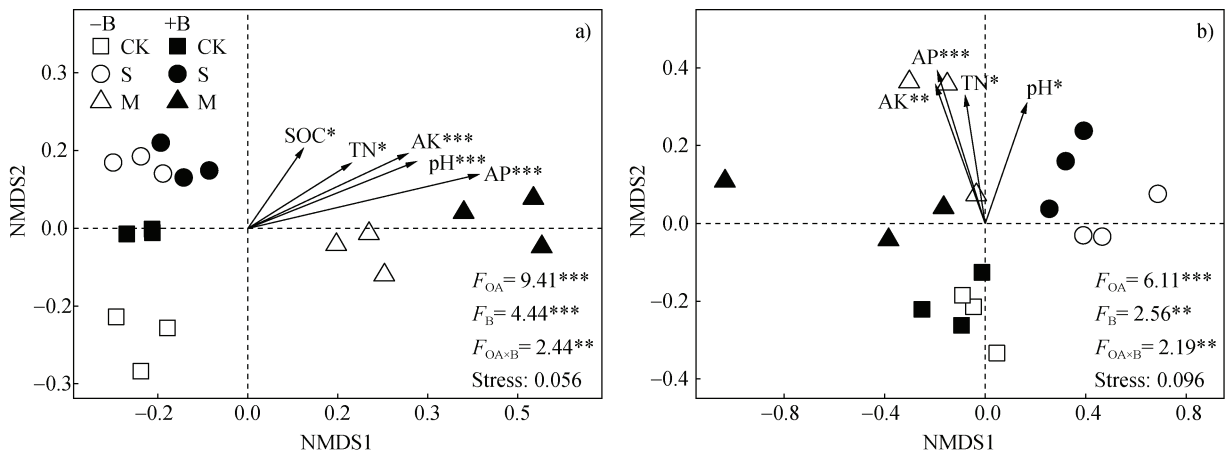 −B +B
CK CK
S S
M M
a)
SOC*
TN*
AK***
pH***
AP***
F_OA = 9.41***
F_B = 4.44***
F_OA×B = 2.44**
Stress: 0.056
NMDS2
0.3
0.2
0.0
−0.2
−0.3
−0.2 0.0 0.2 0.3 0.5
NMDS1
b)
AP***
AK**
TN*
pH*
F_OA = 6.11***
F_B = 2.56**
F_OA×B = 2.19**
Stress: 0.096
NMDS2
0.4
0.2
0.0
−0.2
−0.4
−0.8 −0.4 0.0 0.4 0.8
NMDS1